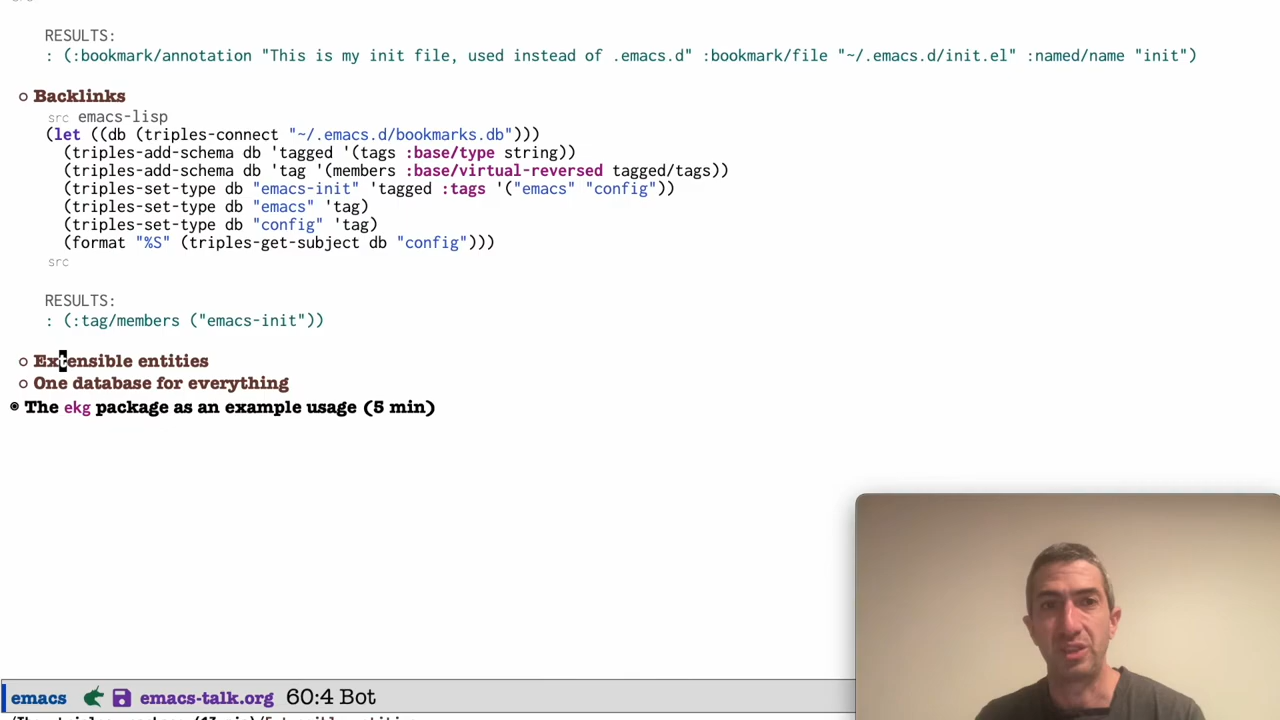 RESULTS:
: (:bookmark/annotation "This is my init file, used instead of .emacs.d" :bookmark/file "~/.emacs.d/init.el" :named/name "init")
○ Backlinks
src emacs-lisp
(let ((db (triples-connect "~/.emacs.d/bookmarks.db")))
(triples-add-schema db 'tagged '(tags :base/type string))
(triples-add-schema db 'tag '(members :base/virtual-reversed tagged/tags))
(triples-set-type db "emacs-init" 'tagged :tags '("emacs" "config"))
(triples-set-type db "emacs" 'tag)
(triples-set-type db "config" 'tag)
(format "%S" (triples-get-subject db "config")))
src
RESULTS:
: (:tag/members ("emacs-init"))
○ Extensible entities
○ One database for everything
◉ The ekg package as an example usage (5 min)
emacs emacs-talk.org 60:4 Bot